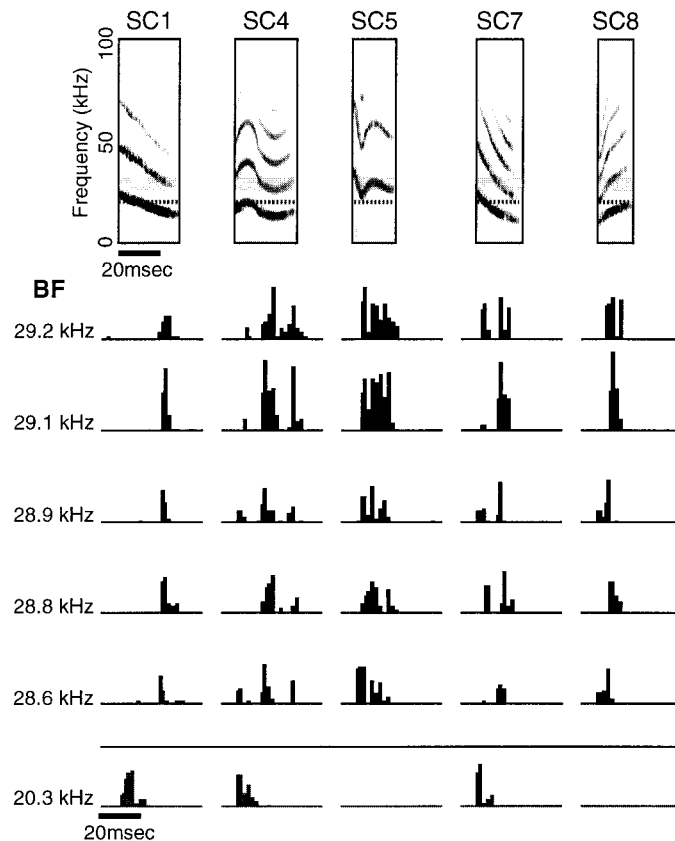 SC1 SC4 SC5 SC7 SC8
100
50
0
Frequency (kHz)
20msec
BF
29.2 kHz
29.1 kHz
28.9 kHz
28.8 kHz
28.6 kHz
20.3 kHz
20msec